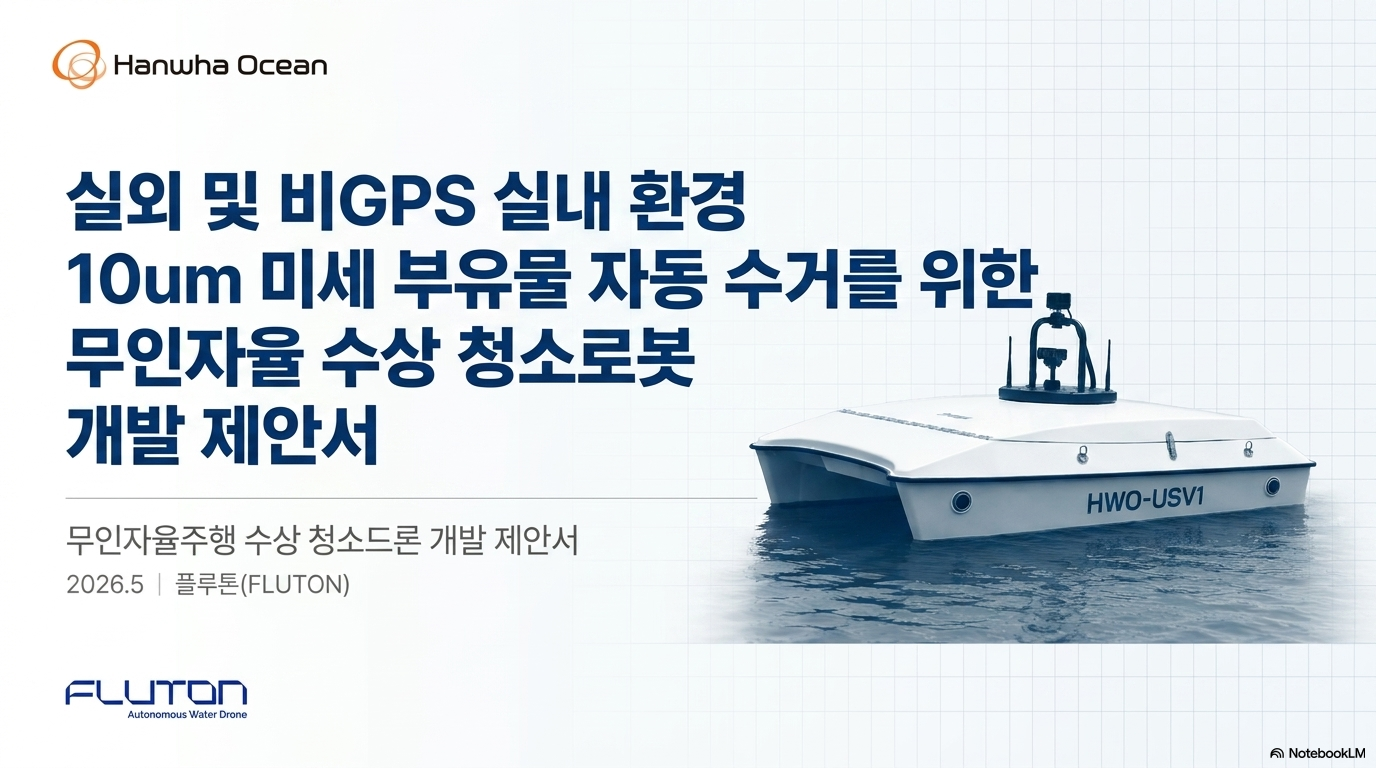 Hanwha Ocean
실외 및 비GPS 실내 환경
10um 미세 부유물 자동 수거를 위한
무인자율 수상 청소로봇
개발 제안서
HWO-USV1
무인자율주행 수상 청소드론 개발 제안서
2026.5 | 플루톤(FLUTON)
FLUTON
Autonomous Water Drone
NotebookLM